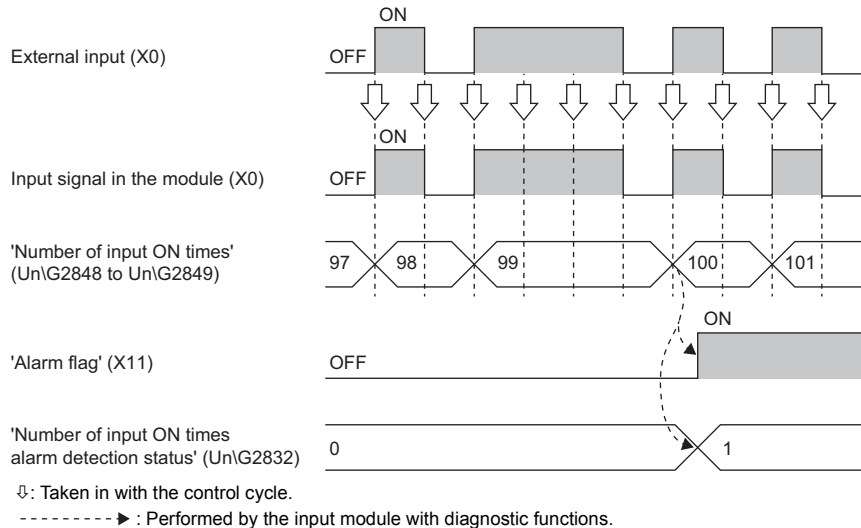 ON
External input (X0) OFF
ON
Input signal in the module (X0) OFF
'Number of input ON times'
(Un\G2848 to Un\G2849)
97 98 99 100 101
ON
'Alarm flag' (X11) OFF
'Number of input ON times
alarm detection status' (Un\G2832)
0 1
⇩: Taken in with the control cycle.
: Performed by the input module with diagnostic functions.